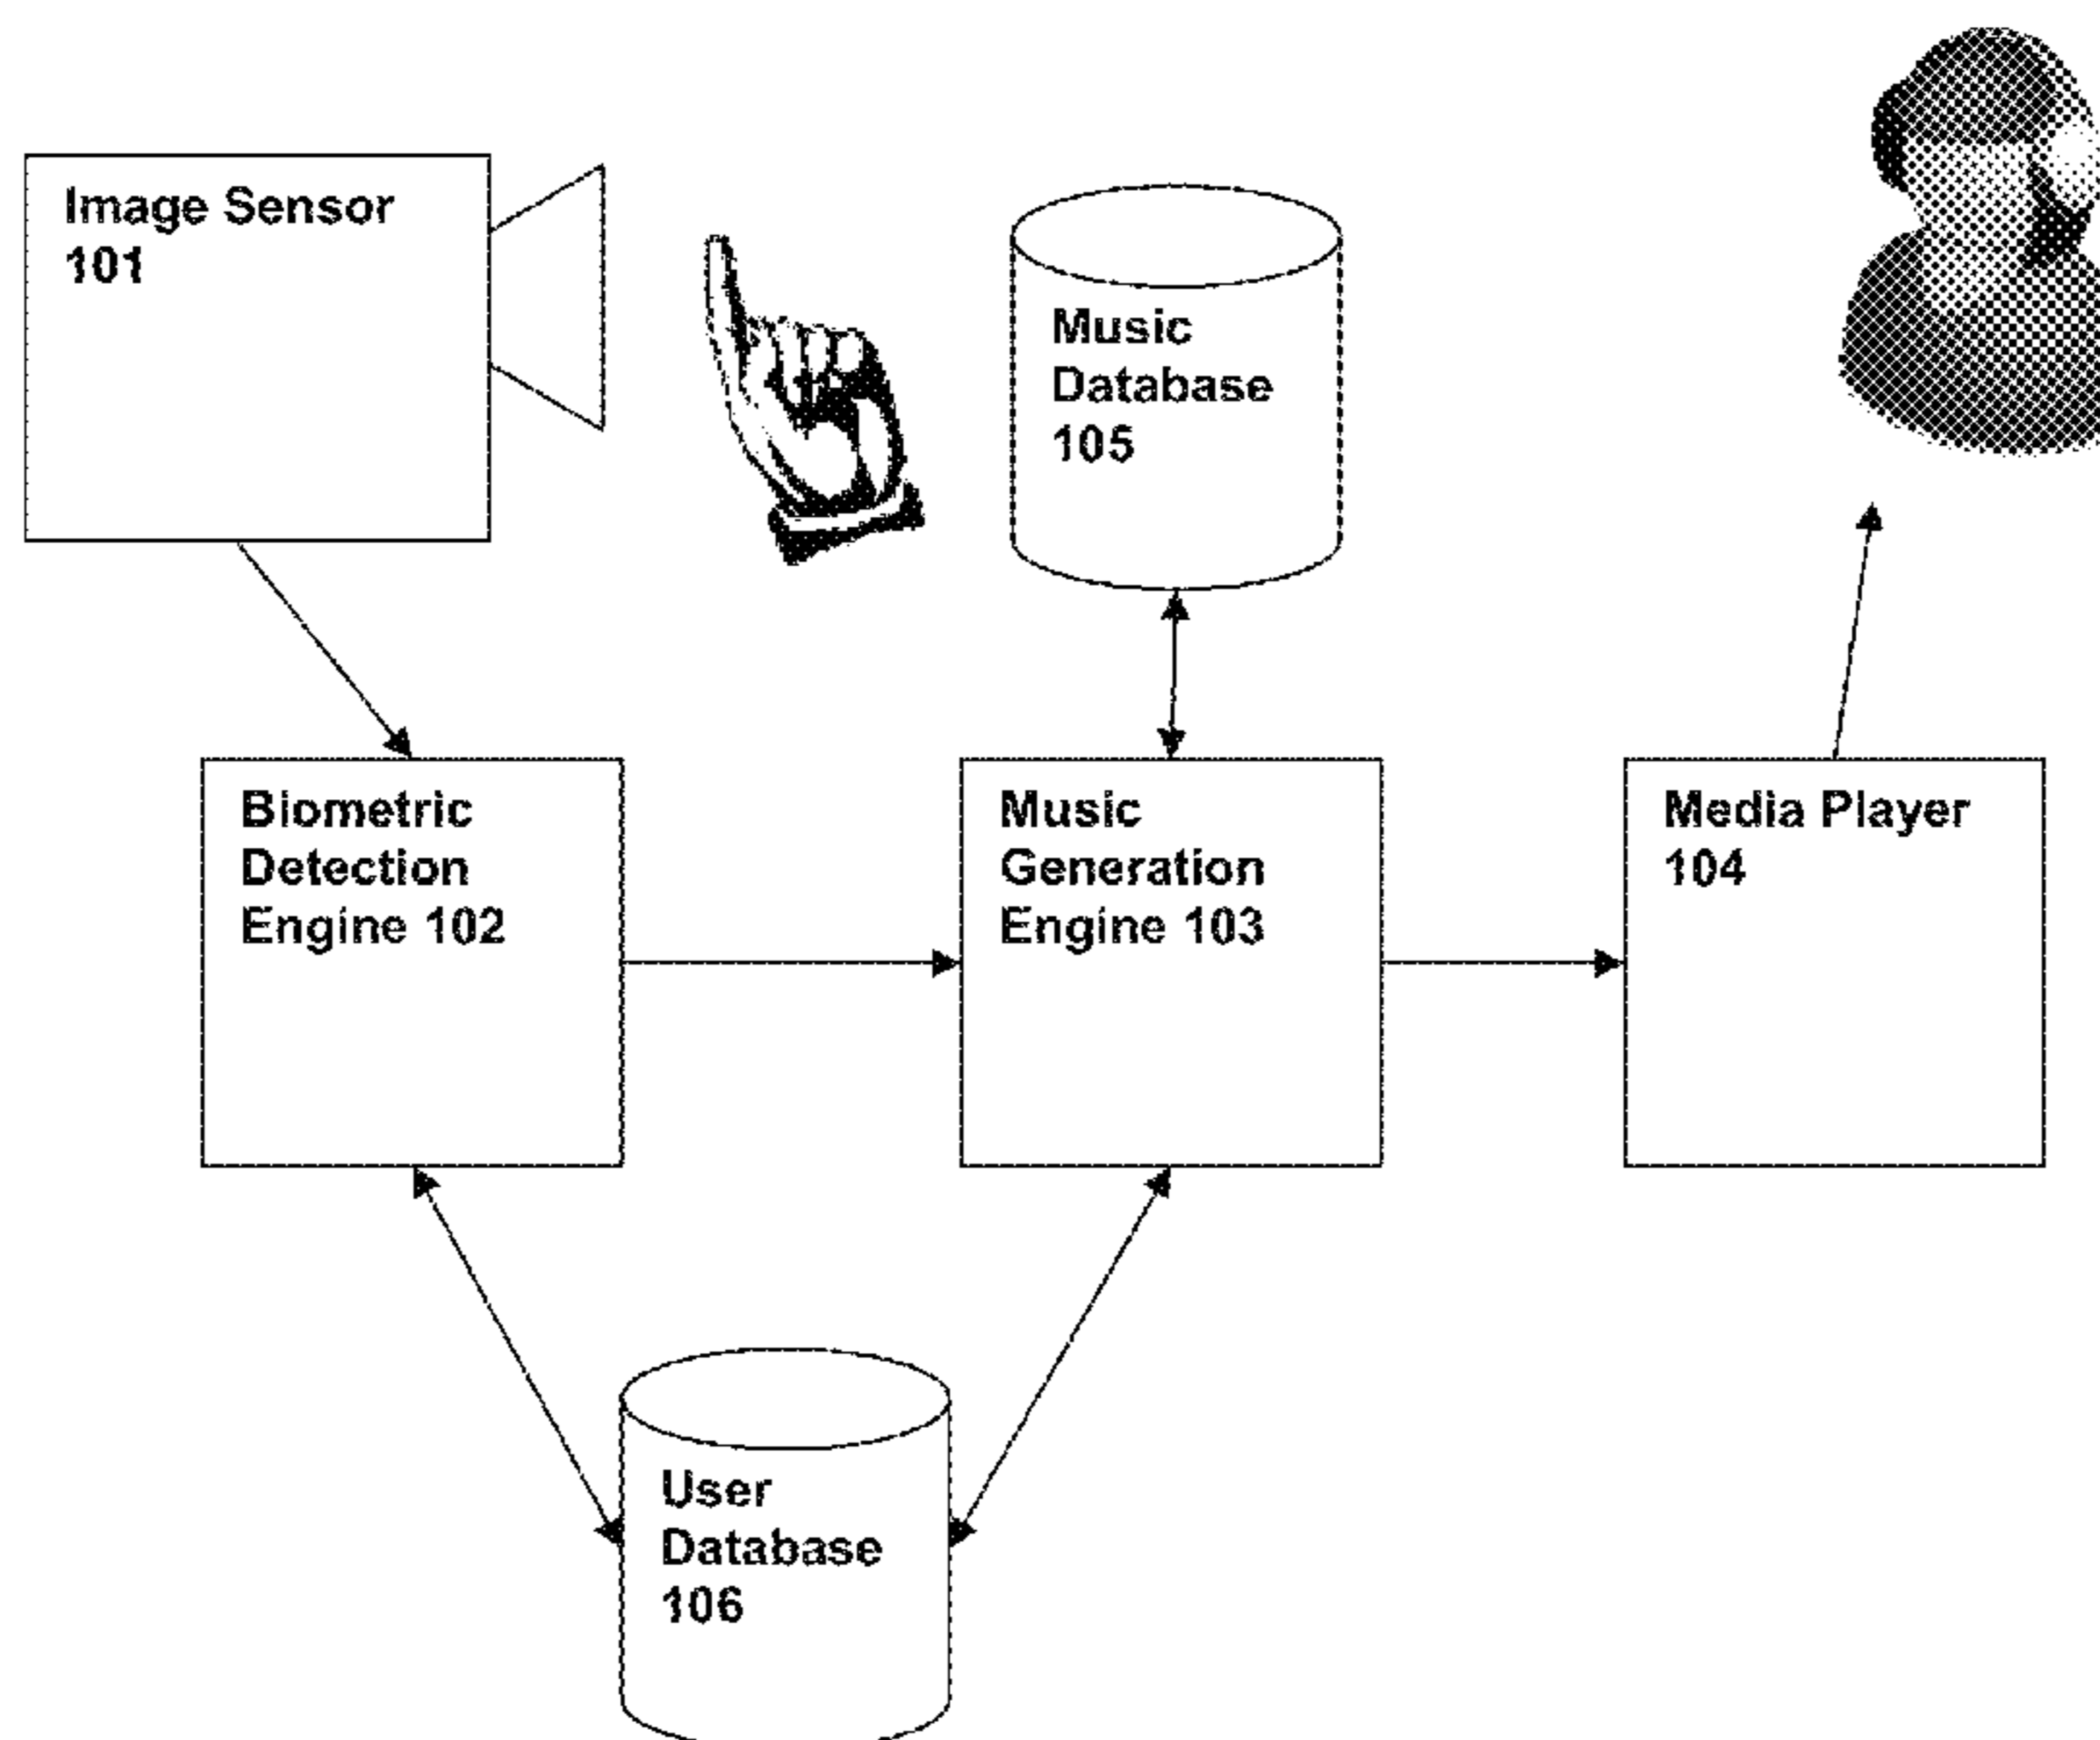 Image Sensor
101
Music
Database
105
Biometric
Detection
Engine 102
Music
Generation
Engine 103
Media Player
104
User
Database
106